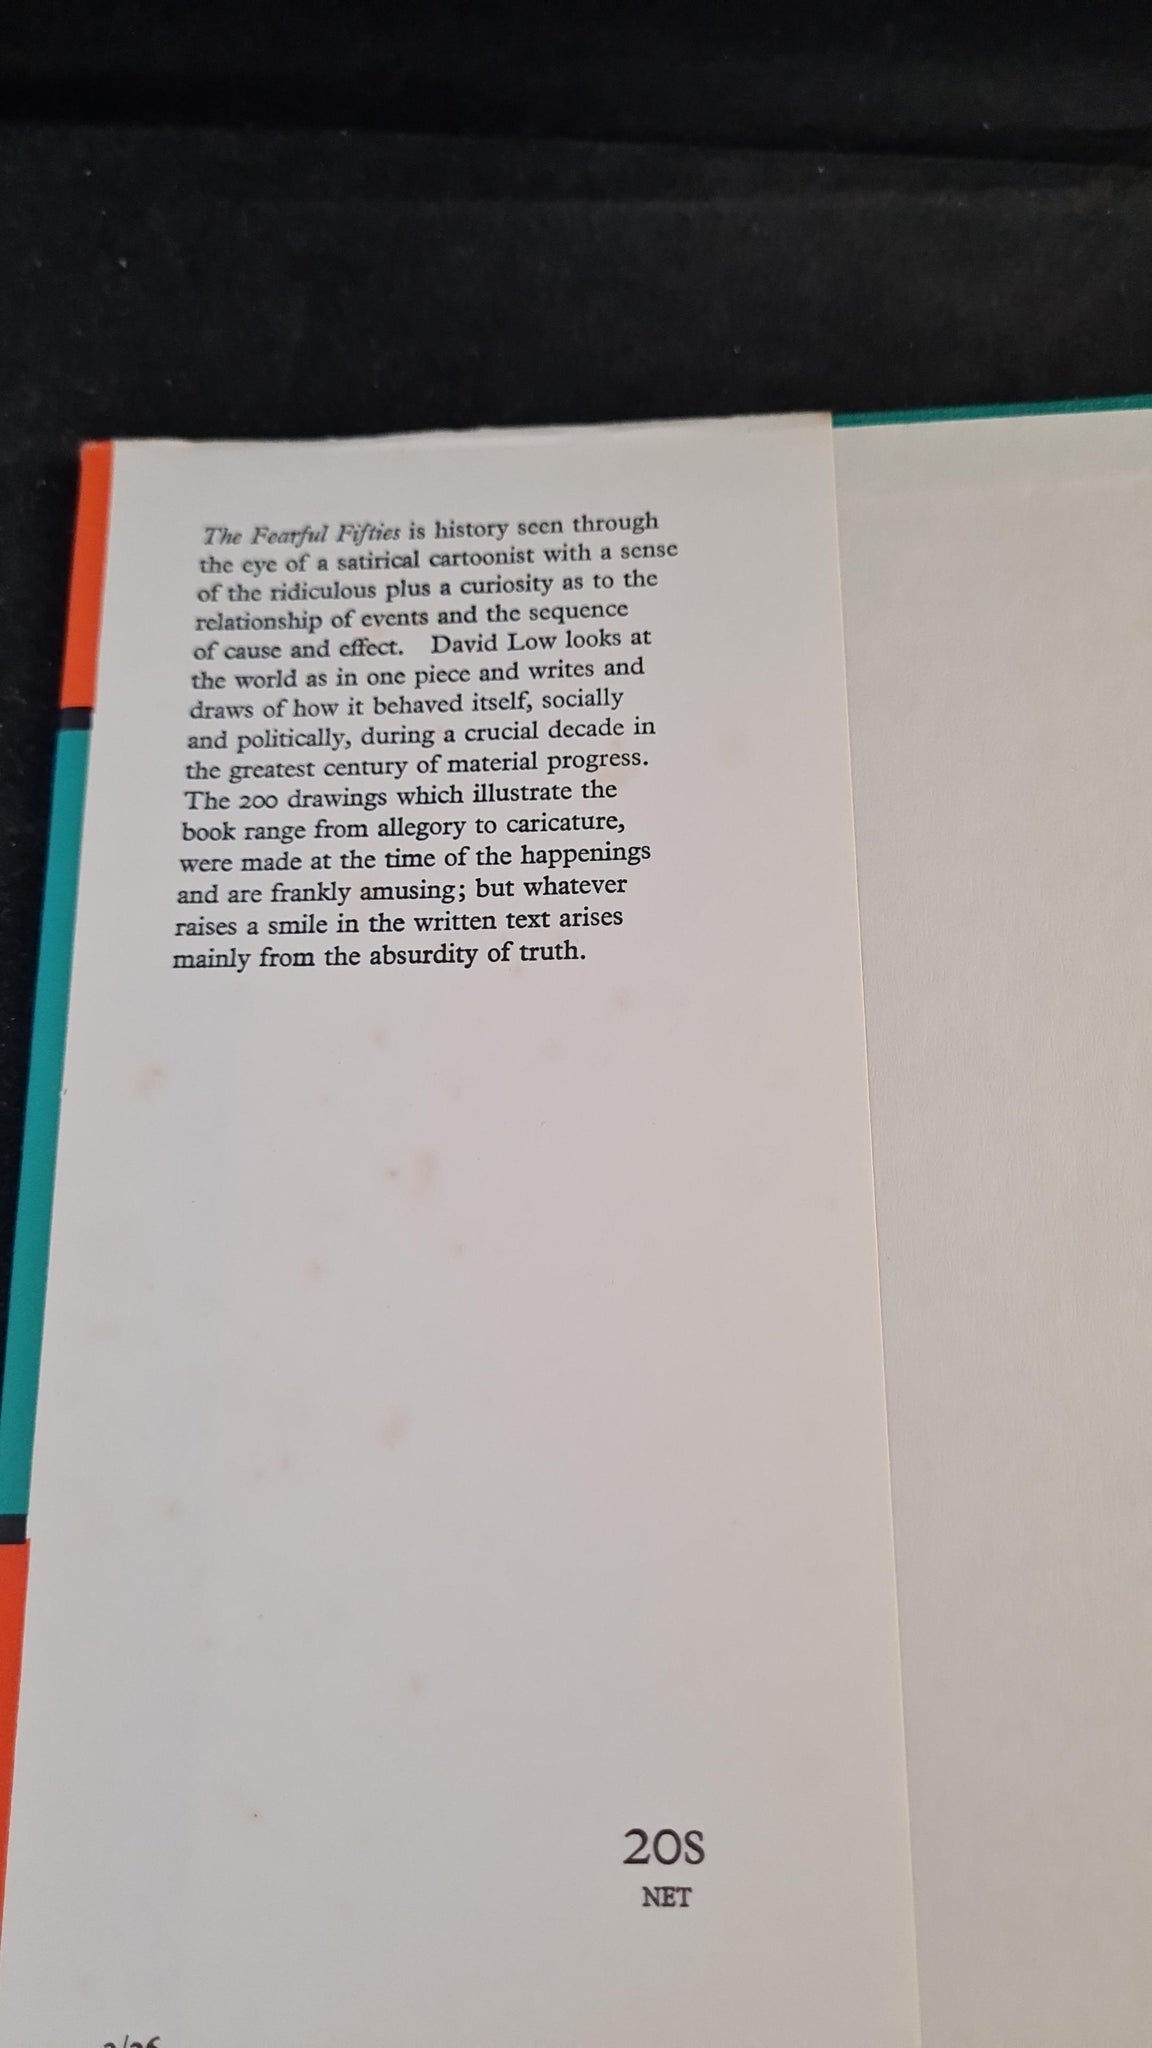 The Fearful Fifties is history seen through
the eye of a satirical cartoonist with a sense
of the ridiculous plus a curiosity as to the
relationship of events and the sequence
of cause and effect. David Low looks at
the world as in one piece and writes and
draws of how it behaved itself, socially
and politically, during a crucial decade in
the greatest century of material progress.
The 200 drawings which illustrate the
book range from allegory to caricature,
were made at the time of the happenings
and are frankly amusing; but whatever
raises a smile in the written text arises
mainly from the absurdity of truth.
20S
NET